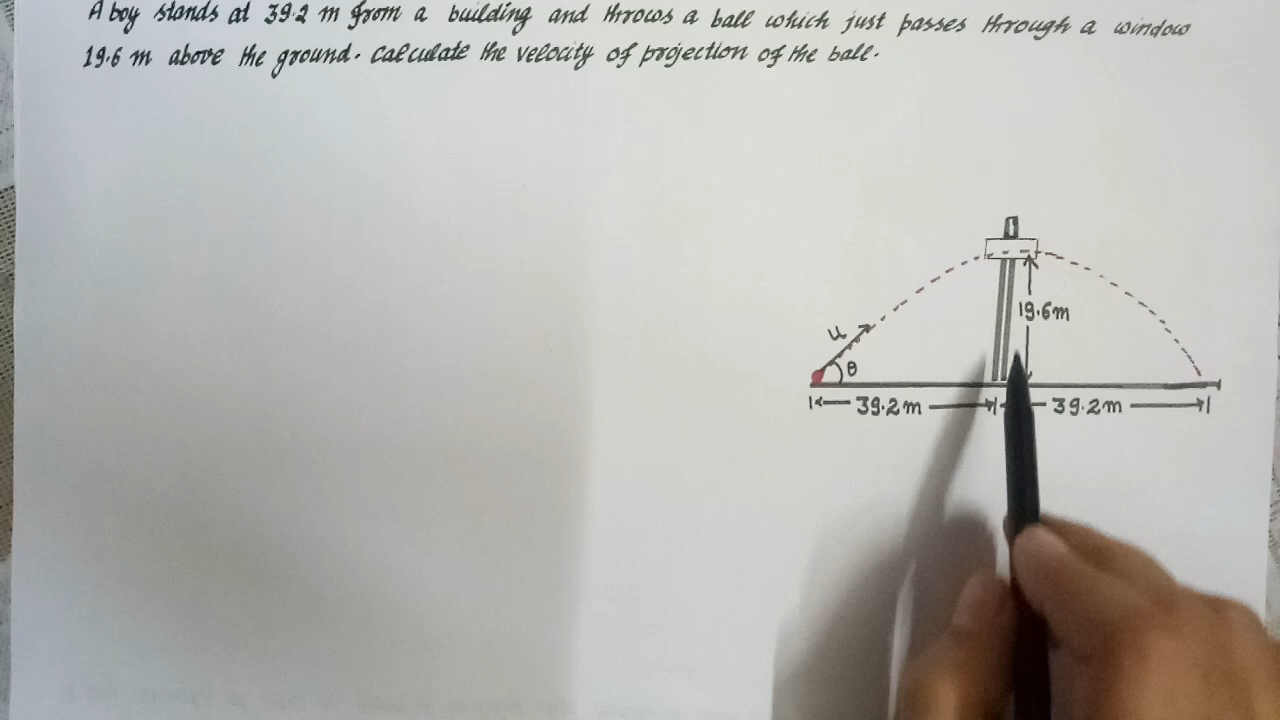 A boy stands at 39.2 m from a building and throws a ball which just passes through a window
19.6 m above the ground. Calculate the velocity of projection of the ball.
19.6m
u
θ
39.2m
39.2m